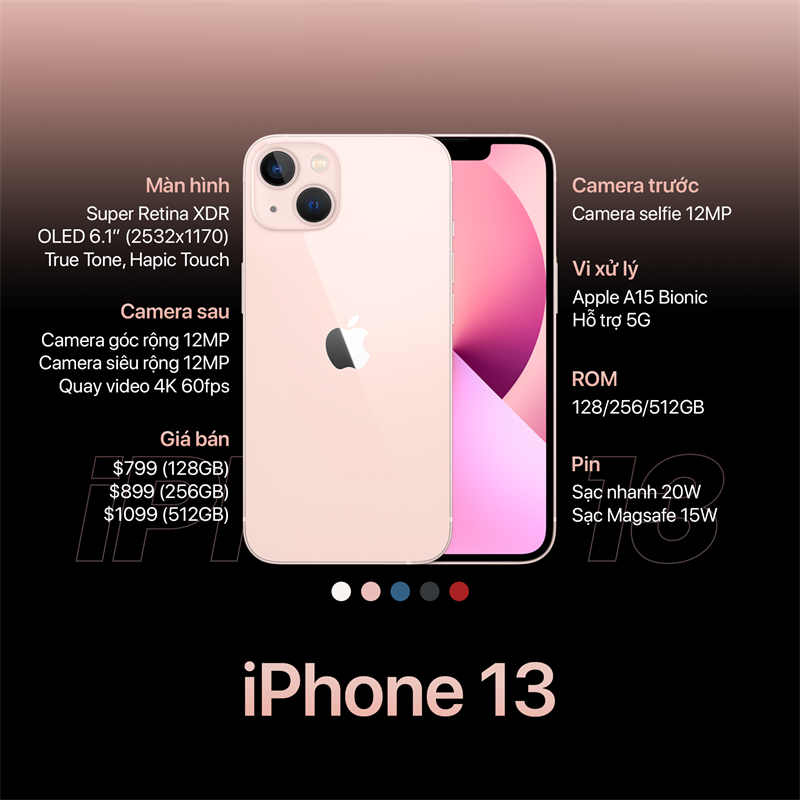 Màn hình
Super Retina XDR
OLED 6.1” (2532x1170)
True Tone, Hapic Touch
Camera sau
Camera góc rộng 12MP
Camera siêu rộng 12MP
Quay video 4K 60fps
Giá bán
$799 (128GB)
$899 (256GB)
$1099 (512GB)
Camera trước
Camera selfie 12MP
Vi xử lý
Apple A15 Bionic
Hỗ trợ 5G
ROM
128/256/512GB
Pin
Sạc nhanh 20W
Sạc Magsafe 15W
iP 13
iPhone 13